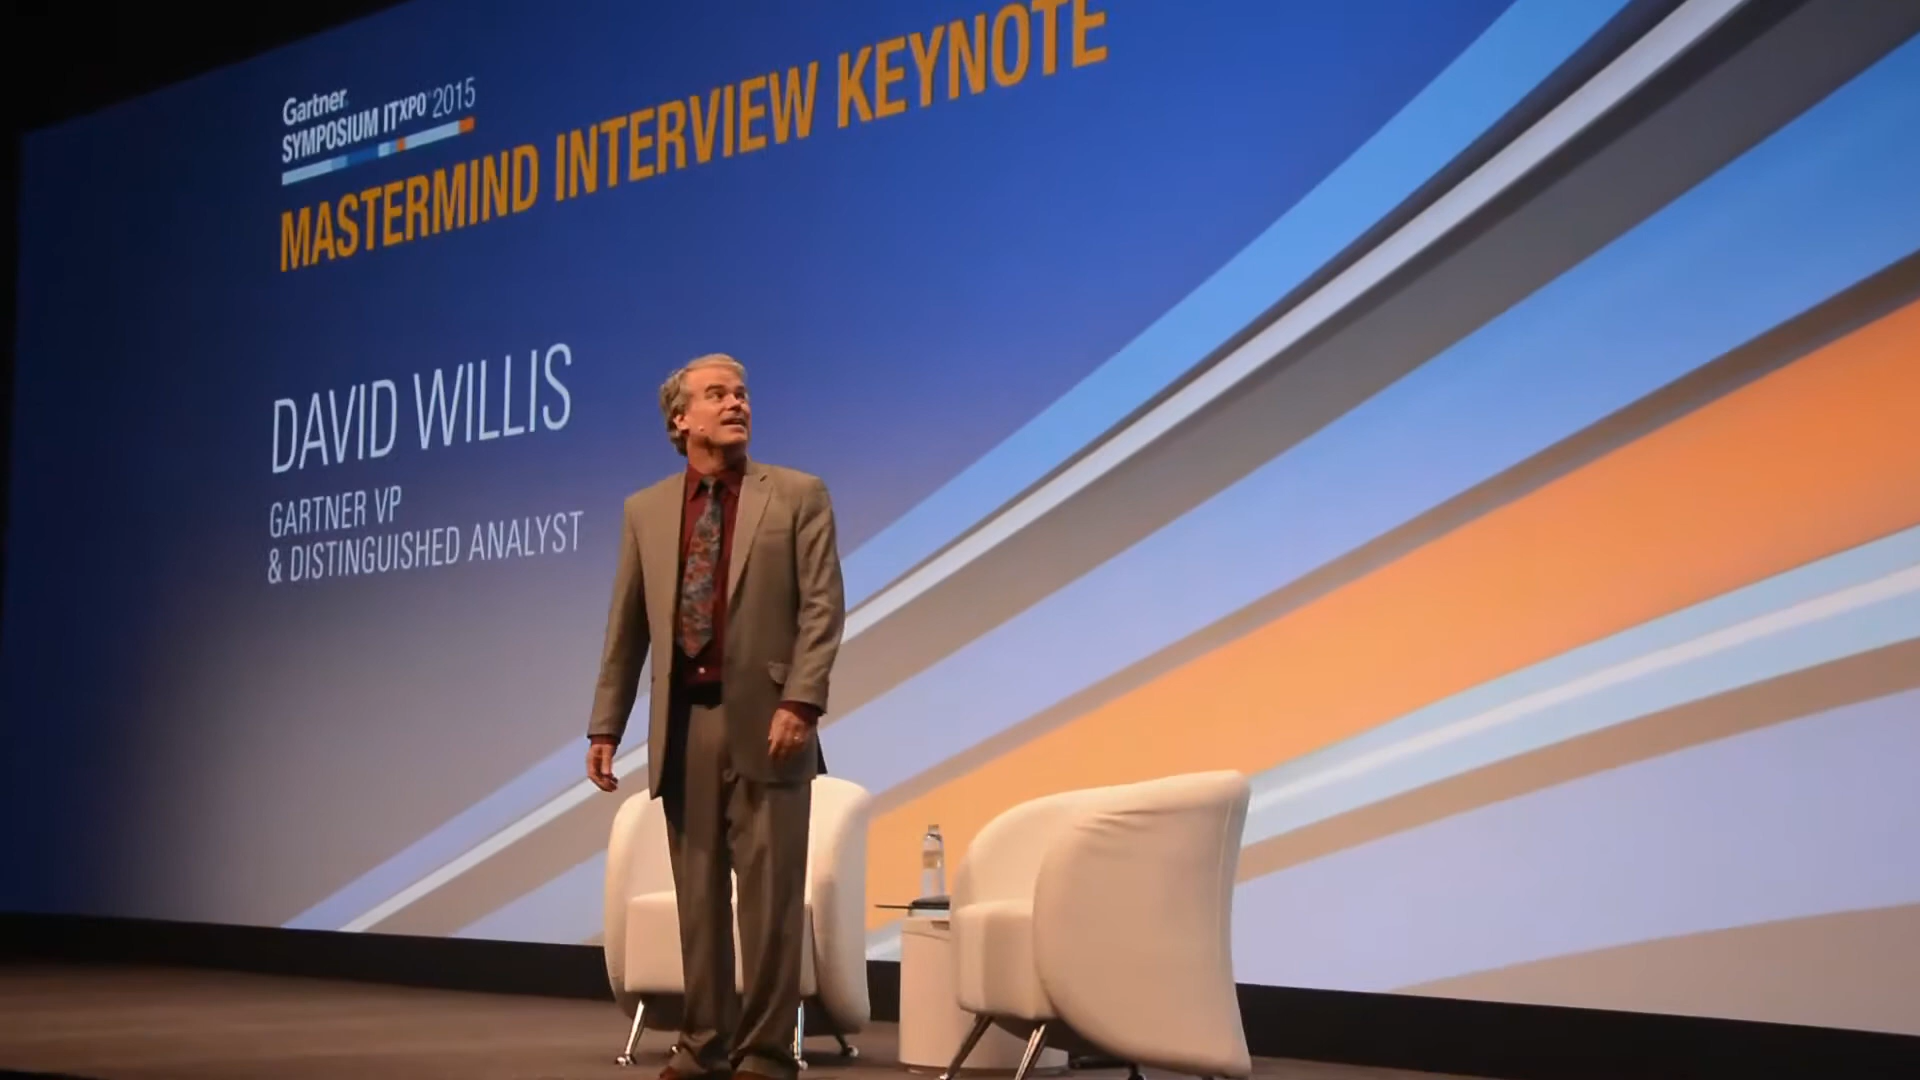 Gartner
SYMPOSIUM ITXPO 2015
MASTERMIND INTERVIEW KEYNOTE
DAVID WILLIS
GARTNER VP
& DISTINGUISHED ANALYST